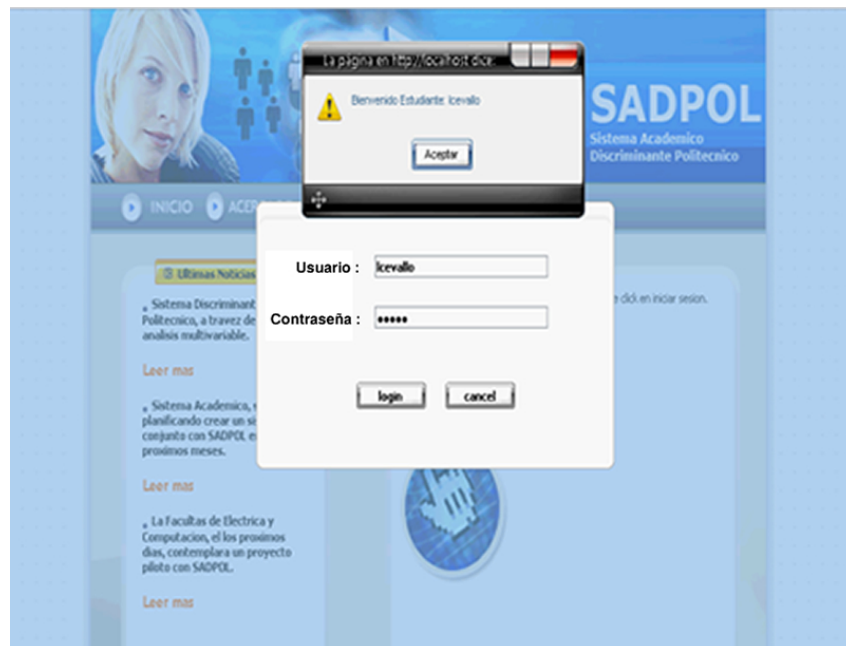 La página en http://localhost dice:
Bienvenido Estudiante: lcevallo
Aceptar
SADPOL
Sistema Academico
Discriminante Politecnico
INICIO
Usuario :
lcevallo
Contraseña :
•••••
login
cancel
Ultimas Noticias
Sistema Discriminant
Politecnico, a travez de
analisis multivariable.
Leer mas
Sistema Academico,
planificando crear un
conjunto con SADPOL
proximos meses.
Leer mas
La Facultas de Electrica y
Computacion, el los proximos
dias, contemplara un proyecto
piloto con SADPOL.
Leer mas
click en iniciar sesion.